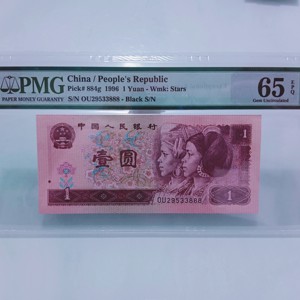 PMG
PAPER MONEY GUARANTY
China / People's Republic
Pick# 884g 1996 1 Yuan - Wmk: Stars
S/N OU29533888 - Black S/N
65 EPQ
Gem Uncirculated
中国人民银行
1
壹圆
1
1
OU29533888